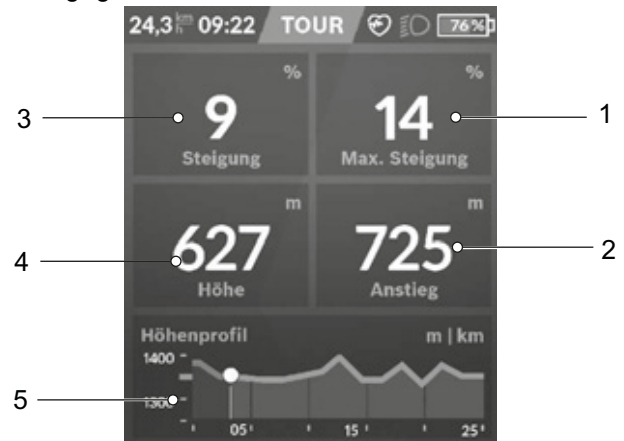 24,3 km/h 09:22 TOUR 76%
% %
3 9 14 1
Steigung Max. Steigung
m m
4 627 725 2
Höhe Anstieg
Höhenprofil m | km
1400
5 1300
05 15 25